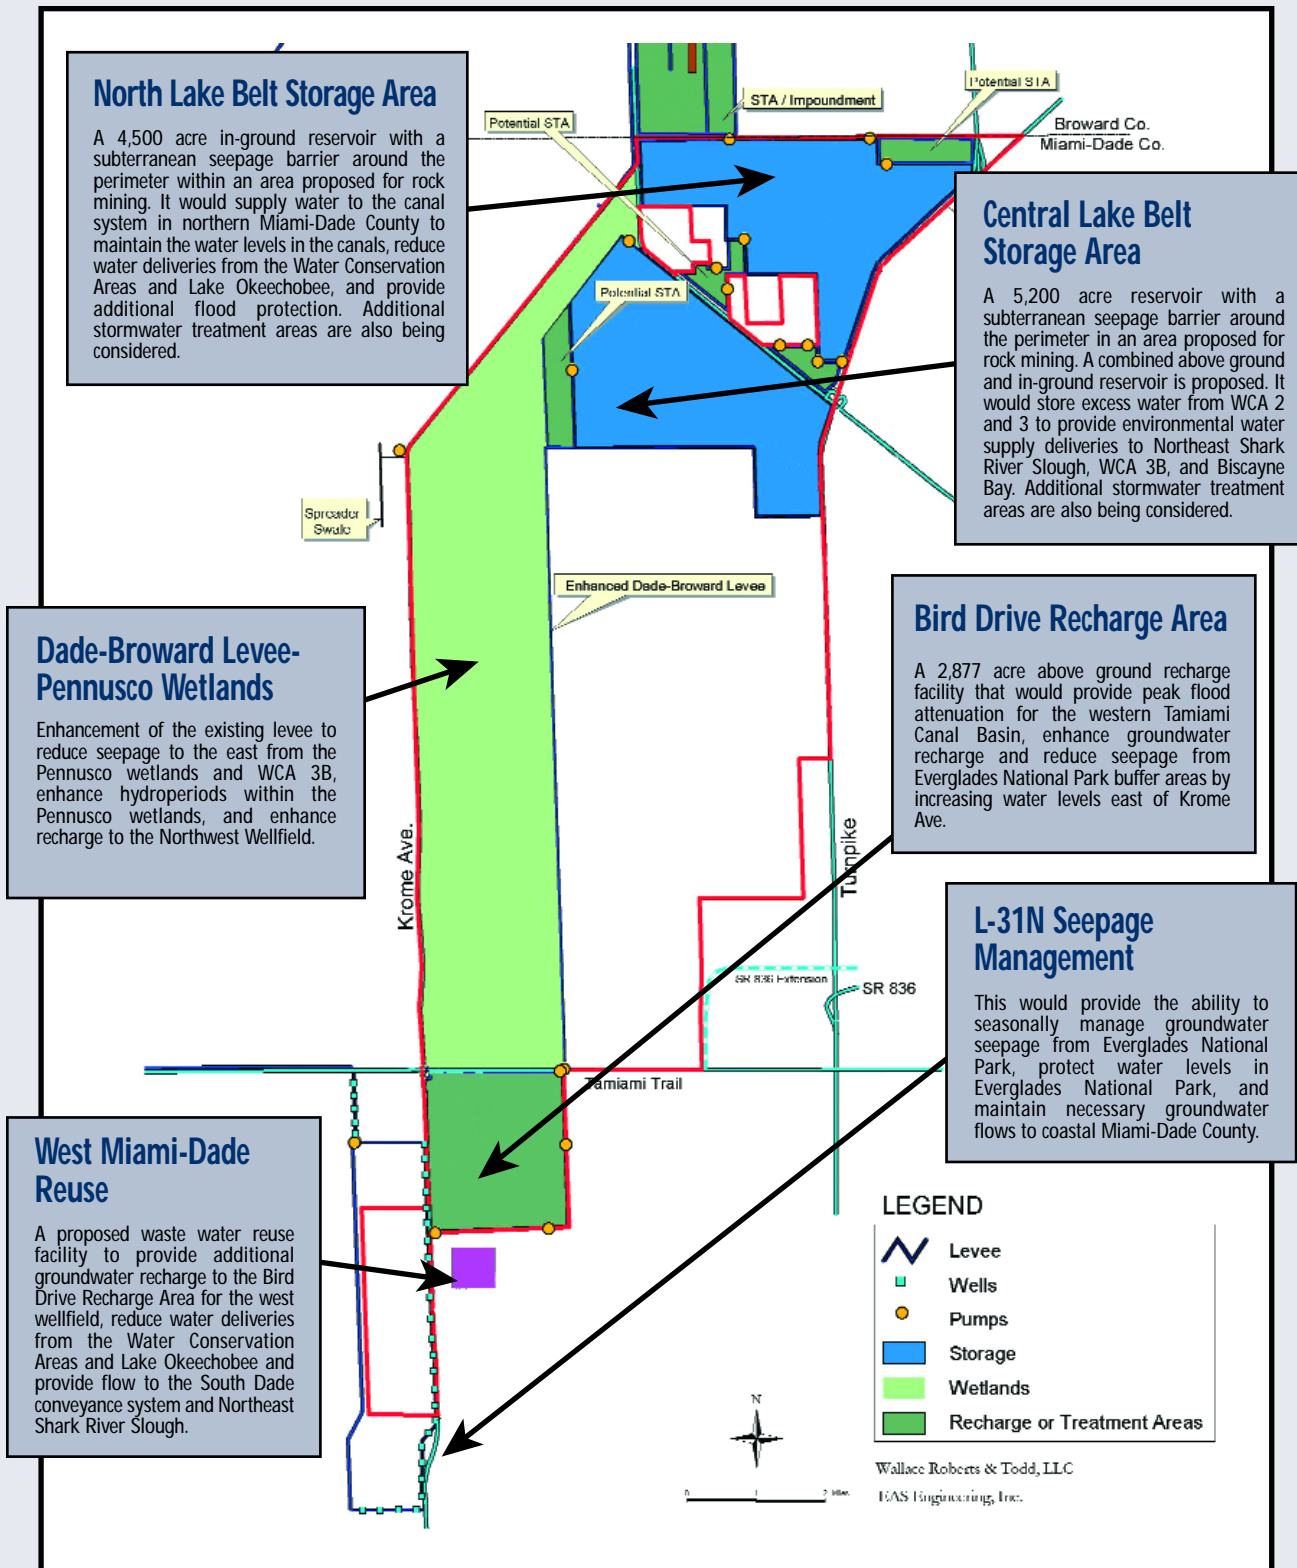 North Lake Belt Storage Area
A 4,500 acre in-ground reservoir with a
subterranean seepage barrier around the
perimeter within an area proposed for rock
mining. It would supply water to the canal
system in northern Miami-Dade County to
maintain the water levels in the canals, reduce
water deliveries from the Water Conservation
Areas and Lake Okeechobee, and provide
additional flood protection. Additional
stormwater treatment areas are also being
considered.
Potential STA
STA / Impoundment
Potential STA
Broward Co.
Miami-Dade Co.
Potential STA
Central Lake Belt
Storage Area
A 5,200 acre reservoir with a
subterranean seepage barrier around
the perimeter in an area proposed for
rock mining. A combined above ground
and in-ground reservoir is proposed. It
would store excess water from WCA 2
and 3 to provide environmental water
supply deliveries to Northeast Shark
River Slough, WCA 3B, and Biscayne
Bay. Additional stormwater treatment
areas are also being considered.
Spreader
Swale
Enhanced Dade-Broward Levee
Dade-Broward Levee-
Pennusco Wetlands
Enhancement of the existing levee to
reduce seepage to the east from the
Pennusco wetlands and WCA 3B,
enhance hydroperiods within the
Pennusco wetlands, and enhance
recharge to the Northwest Wellfield.
Bird Drive Recharge Area
A 2,877 acre above ground recharge
facility that would provide peak flood
attenuation for the western Tamiami
Canal Basin, enhance groundwater
recharge and reduce seepage from
Everglades National Park buffer areas by
increasing water levels east of Krome
Ave.
Krome Ave.
Turnpike
SR 836 Extension
SR 836
Tamiami Trail
L-31N Seepage
Management
This would provide the ability to
seasonally manage groundwater
seepage from Everglades National
Park, protect water levels in
Everglades National Park, and
maintain necessary groundwater
flows to coastal Miami-Dade County.
West Miami-Dade
Reuse
A proposed waste water reuse
facility to provide additional
groundwater recharge to the Bird
Drive Recharge Area for the west
wellfield, reduce water deliveries
from the Water Conservation
Areas and Lake Okeechobee and
provide flow to the South Dade
conveyance system and Northeast
Shark River Slough.
LEGEND
Levee
Wells
Pumps
Storage
Wetlands
Recharge or Treatment Areas
N
0 1 2 Miles
Wallace Roberts & Todd, LLC
EAS Engineering, Inc.